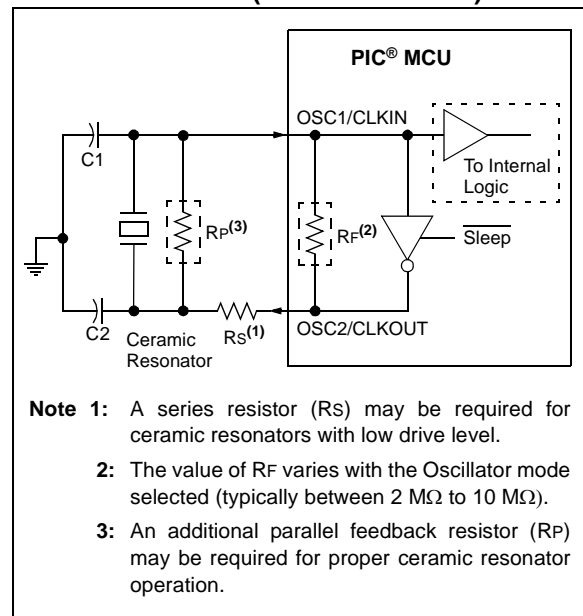 PIC® MCU
OSC1/CLKIN
C1
To Internal
Logic
RP(3)
RF(2)
Sleep
C2
Ceramic
Resonator
RS(1)
OSC2/CLKOUT
Note 1: A series resistor (RS) may be required for
ceramic resonators with low drive level.
2: The value of RF varies with the Oscillator mode
selected (typically between 2 MΩ to 10 MΩ).
3: An additional parallel feedback resistor (RP)
may be required for proper ceramic resonator
operation.